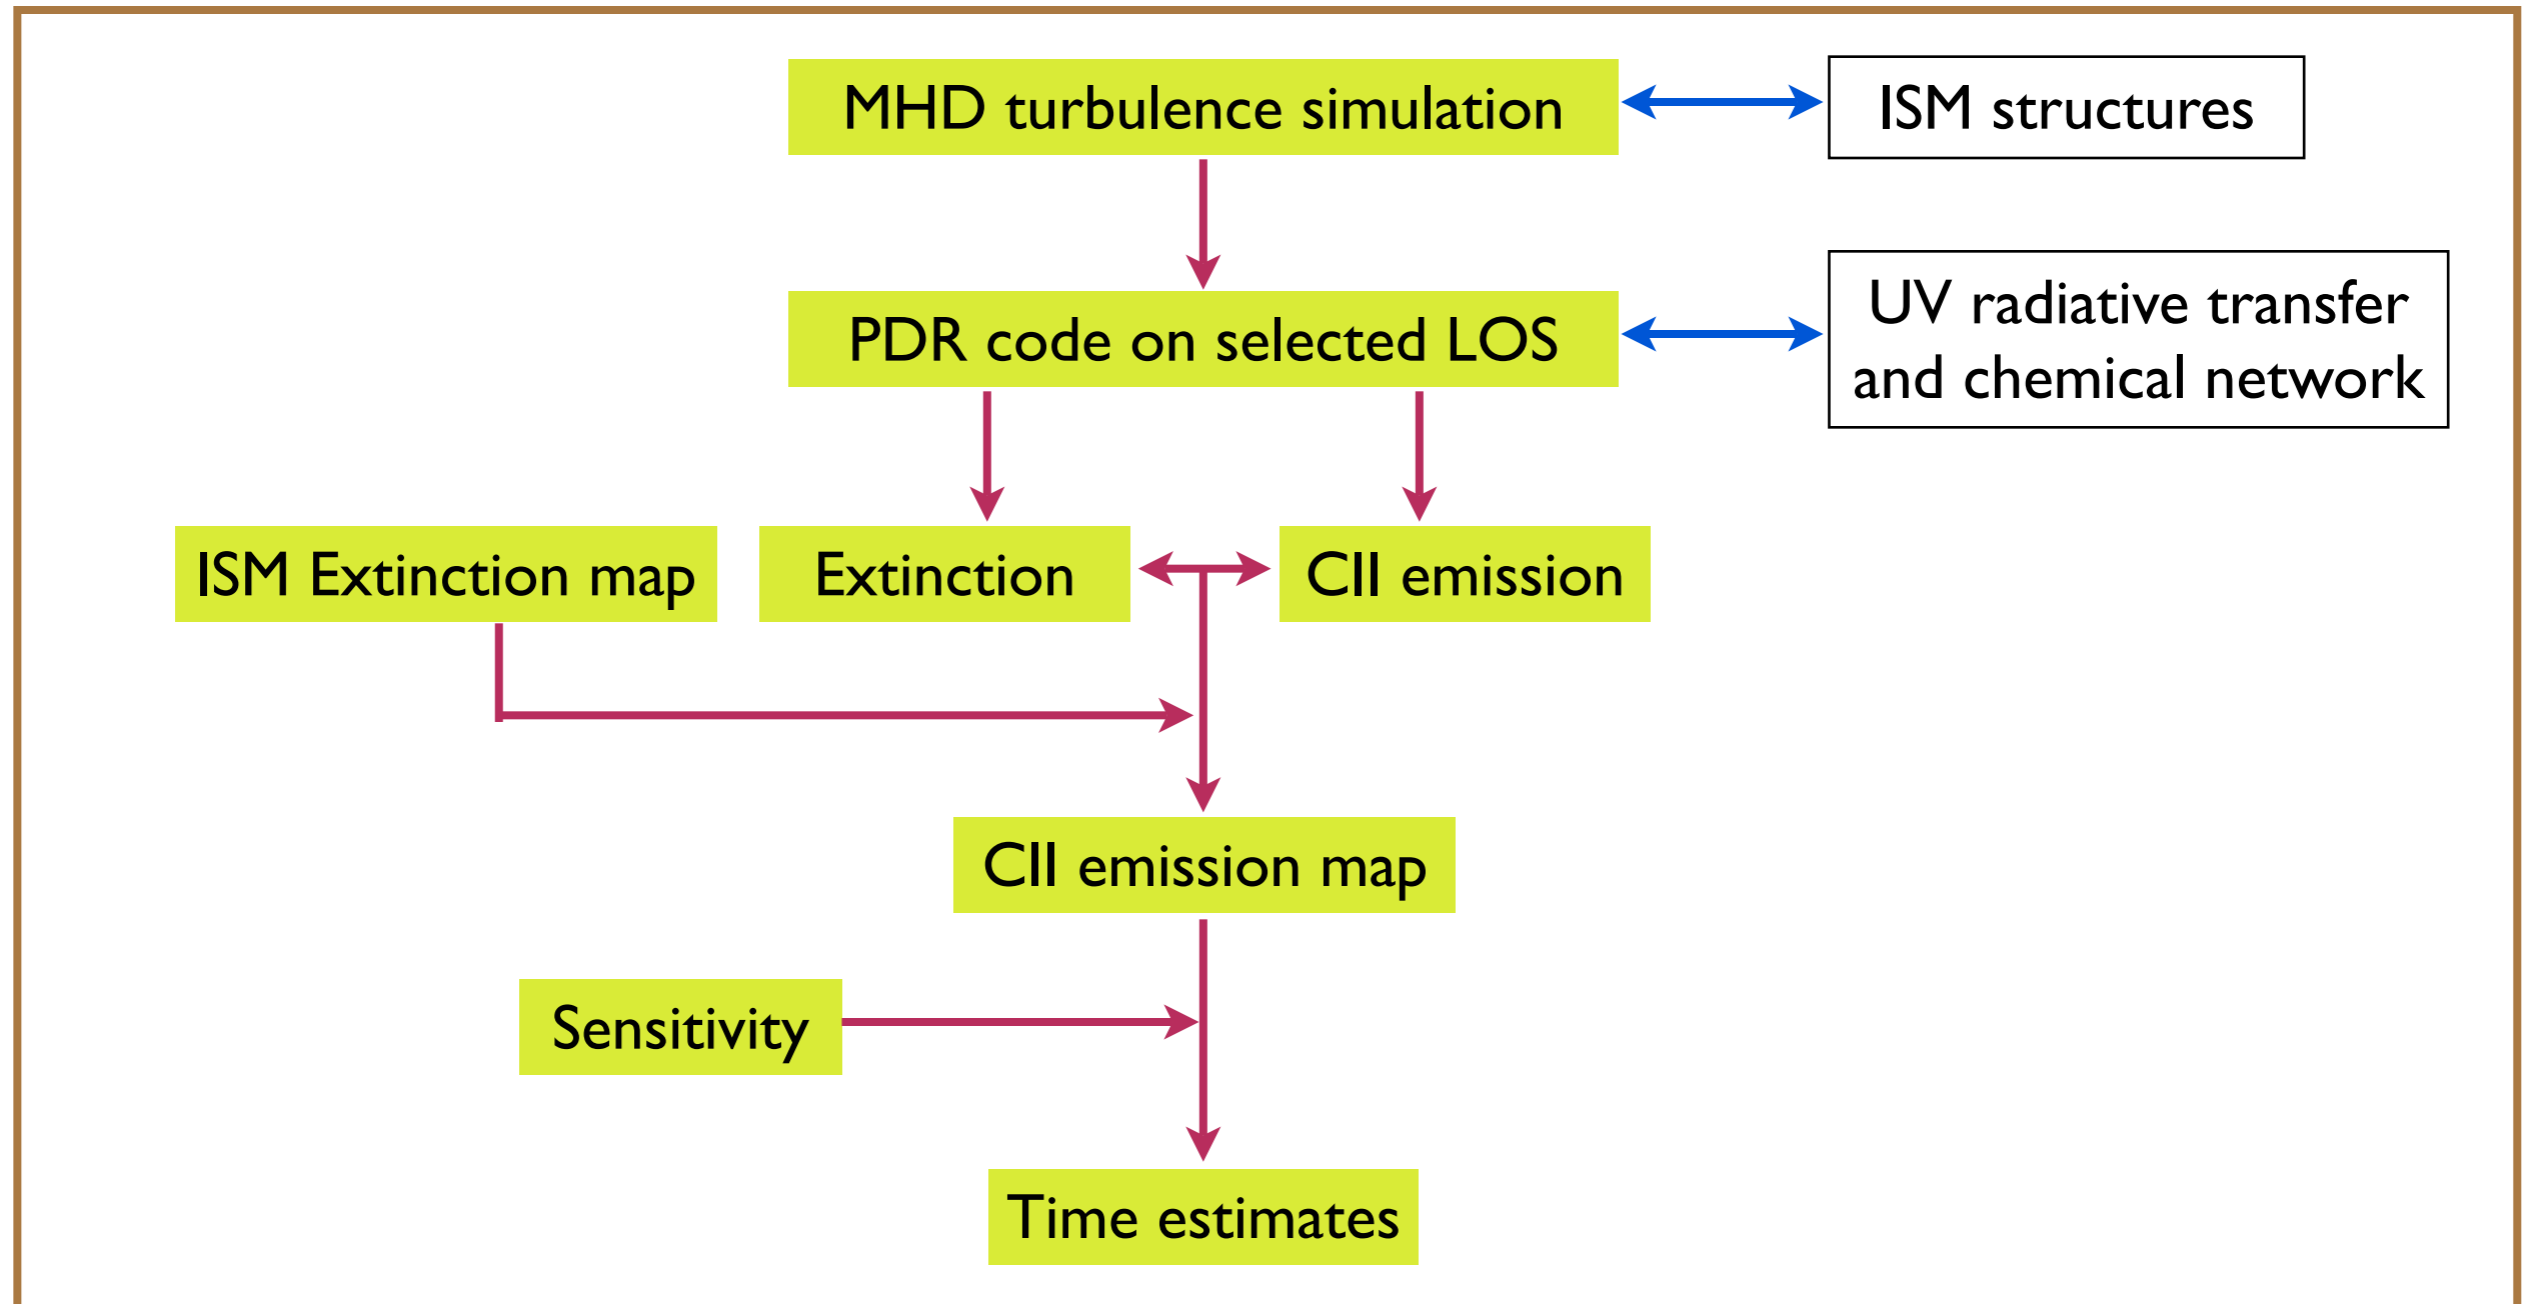 MHD turbulence simulation
ISM structures
PDR code on selected LOS
UV radiative transfer
and chemical network
ISM Extinction map
Extinction
CII emission
CII emission map
Sensitivity
Time estimates